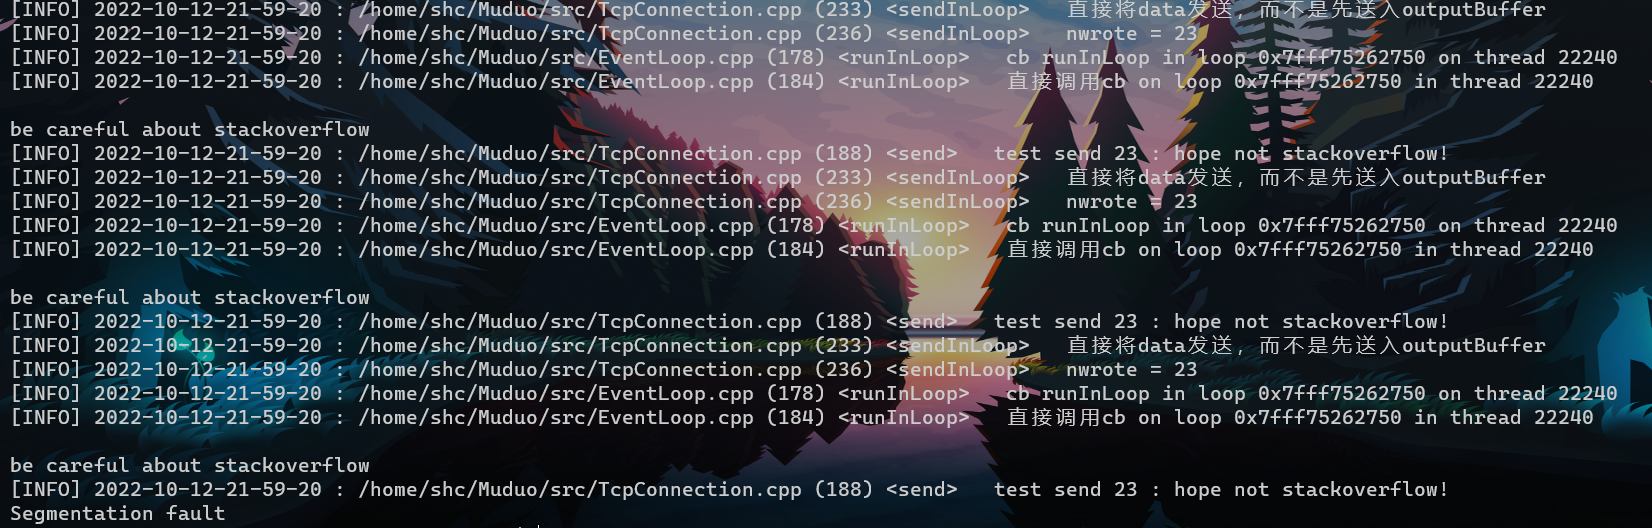 [INFO] 2022-10-12-21-59-20 : /home/shc/Muduo/src/TcpConnection.cpp (233) <sendInLoop>   直接将data发送，而不是先送入outputBuffer
[INFO] 2022-10-12-21-59-20 : /home/shc/Muduo/src/TcpConnection.cpp (236) <sendInLoop>   nwrote = 23
[INFO] 2022-10-12-21-59-20 : /home/shc/Muduo/src/EventLoop.cpp (178) <runInLoop>   cb runInLoop in loop 0x7fff75262750 on thread 22240
[INFO] 2022-10-12-21-59-20 : /home/shc/Muduo/src/EventLoop.cpp (184) <runInLoop>   直接调用cb on loop 0x7fff75262750 in thread 22240
be careful about stackoverflow
[INFO] 2022-10-12-21-59-20 : /home/shc/Muduo/src/TcpConnection.cpp (188) <send>   test send 23 : hope not stackoverflow!
[INFO] 2022-10-12-21-59-20 : /home/shc/Muduo/src/TcpConnection.cpp (233) <sendInLoop>   直接将data发送，而不是先送入outputBuffer
[INFO] 2022-10-12-21-59-20 : /home/shc/Muduo/src/TcpConnection.cpp (236) <sendInLoop>   nwrote = 23
[INFO] 2022-10-12-21-59-20 : /home/shc/Muduo/src/EventLoop.cpp (178) <runInLoop>   cb runInLoop in loop 0x7fff75262750 on thread 22240
[INFO] 2022-10-12-21-59-20 : /home/shc/Muduo/src/EventLoop.cpp (184) <runInLoop>   直接调用cb on loop 0x7fff75262750 in thread 22240
be careful about stackoverflow
[INFO] 2022-10-12-21-59-20 : /home/shc/Muduo/src/TcpConnection.cpp (188) <send>   test send 23 : hope not stackoverflow!
[INFO] 2022-10-12-21-59-20 : /home/shc/Muduo/src/TcpConnection.cpp (233) <sendInLoop>   直接将data发送，而不是先送入outputBuffer
[INFO] 2022-10-12-21-59-20 : /home/shc/Muduo/src/TcpConnection.cpp (236) <sendInLoop>   nwrote = 23
[INFO] 2022-10-12-21-59-20 : /home/shc/Muduo/src/EventLoop.cpp (178) <runInLoop>   cb runInLoop in loop 0x7fff75262750 on thread 22240
[INFO] 2022-10-12-21-59-20 : /home/shc/Muduo/src/EventLoop.cpp (184) <runInLoop>   直接调用cb on loop 0x7fff75262750 in thread 22240
be careful about stackoverflow
[INFO] 2022-10-12-21-59-20 : /home/shc/Muduo/src/TcpConnection.cpp (188) <send>   test send 23 : hope not stackoverflow!
Segmentation fault